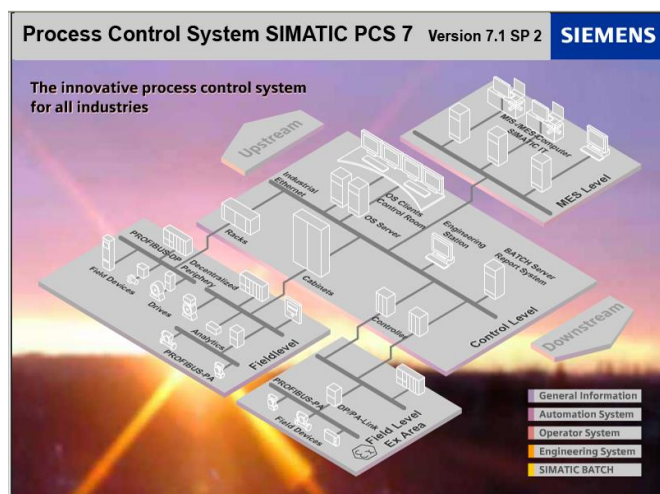 Process Control System SIMATIC PCS 7 Version 7.1 SP 2
SIEMENS
The innovative process control system
for all industries
Upstream
MIS-/MES-Computer
SIMATIC IT
MES Level
Industrial
Ethernet
OS Clients
Control Room
OS Server
Engineering
Station
BATCH Server
Report System
Racks
Cabinets
Controller
Control Level
PROFIBUS-DP
Decentralized
Periphery
Field Devices
Drives
Analytics
PROFIBUS-PA
Fieldlevel
Downstream
PROFIBUS-PA
DP/PA-Link
Field Devices
Field Level
Ex Area
Ex
General Information
Automation System
Operator System
Engineering System
SIMATIC BATCH